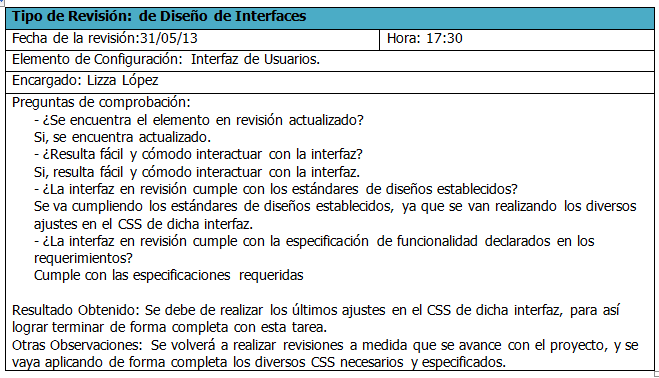 Tipo de Revisión: de Diseño de Interfaces
Fecha de la revisión:31/05/13 Hora: 17:30
Elemento de Configuración: Interfaz de Usuarios.
Encargado: Lizza López
Preguntas de comprobación:
- ¿Se encuentra el elemento en revisión actualizado?
Si, se encuentra actualizado.
- ¿Resulta fácil y cómodo interactuar con la interfaz?
Si, resulta fácil y cómodo interactuar con la interfaz.
- ¿La interfaz en revisión cumple con los estándares de diseños establecidos?
Se va cumpliendo los estándares de diseños establecidos, ya que se van realizando los diversos
ajustes en el CSS de dicha interfaz.
- ¿La interfaz en revisión cumple con la especificación de funcionalidad declarados en los
requerimientos?
Cumple con las especificaciones requeridas
Resultado Obtenido: Se debe de realizar los últimos ajustes en el CSS de dicha interfaz, para así
lograr terminar de forma completa con esta tarea.
Otras Observaciones: Se volverá a realizar revisiones a medida que se avance con el proyecto, y se
vaya aplicando de forma completa los diversos CSS necesarios y especificados.